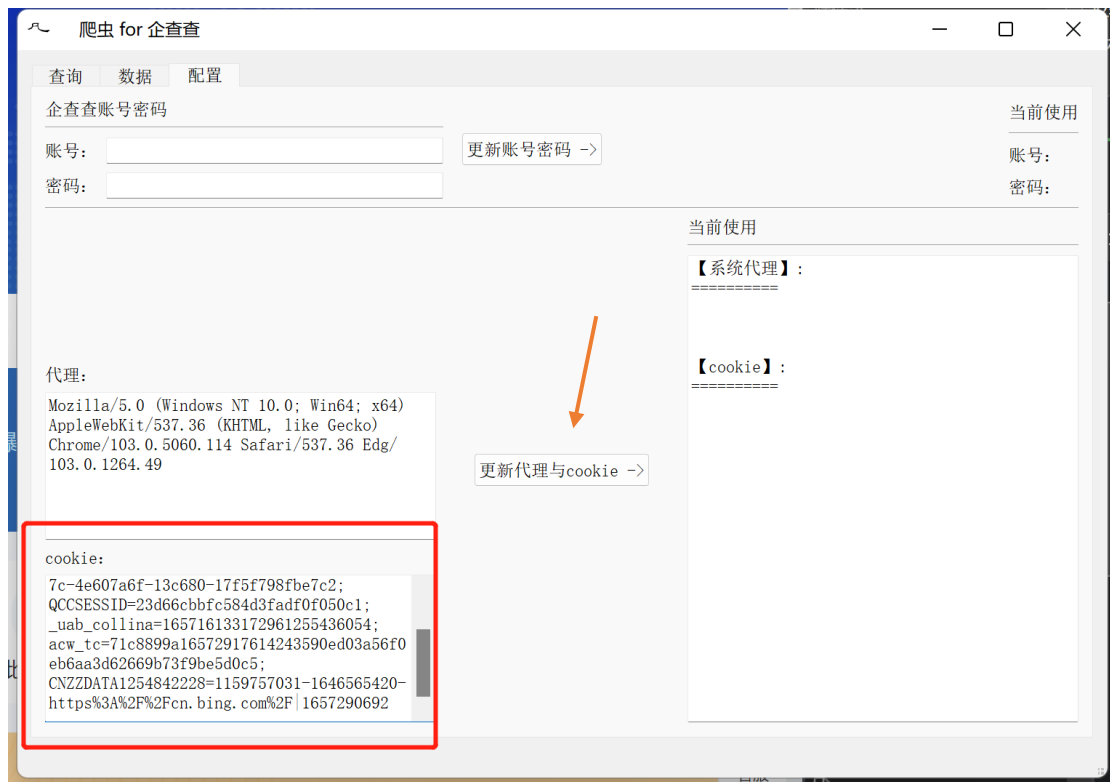 爬虫 for 企查查
查询 数据 配置
企查查账号密码
当前使用
账号:
更新账号密码 ->
账号:
密码:
密码:
当前使用
【系统代理】:
==========
【cookie】:
==========
代理:
Mozilla/5.0 (Windows NT 10.0; Win64; x64)
AppleWebKit/537.36 (KHTML, like Gecko)
Chrome/103.0.5060.114 Safari/537.36 Edg/
103.0.1264.49
更新代理与cookie ->
cookie:
7c-4e607a6f-13c680-17f5f798fbe7c2;
QCCSESSID=23d66cbbfc584d3fadf0f050c1;
_uab_collina=165716133172961255436054;
acw_tc=71c8899a16572917614243590ed03a56f0
eb6aa3d62669b73f9be5d0c5;
CNZZDATA1254842228=1159757031-1646565420-
https%3A%2F%2Fcn.bing.com%2F|1657290692